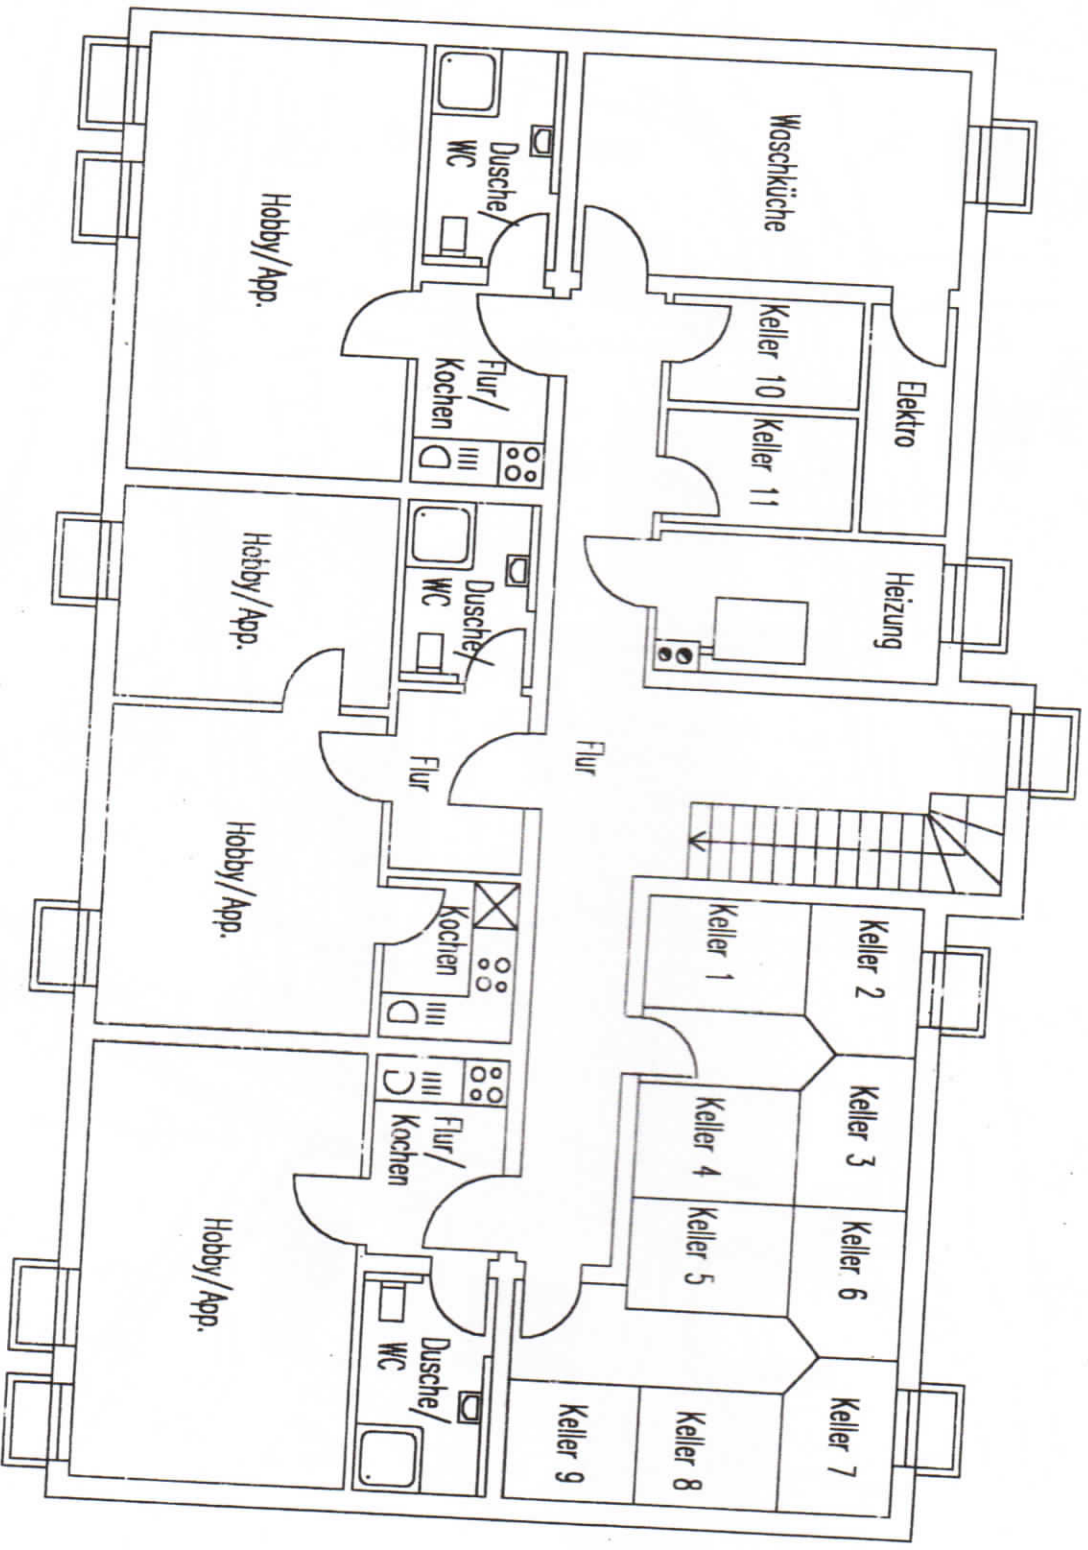 Waschküche
Dusche/
WC
Hobby/App.
Keller 10
Elektro
Flur/
Kochen
Keller 11
Heizung
Dusche/
WC
Hobby/App.
Flur
Flur
Hobby/App.
Kochen
Keller 1
Keller 2
Keller 3
Keller 4
Keller 5
Keller 6
Flur/
Kochen
Hobby/App.
Dusche/
WC
Keller 7
Keller 8
Keller 9